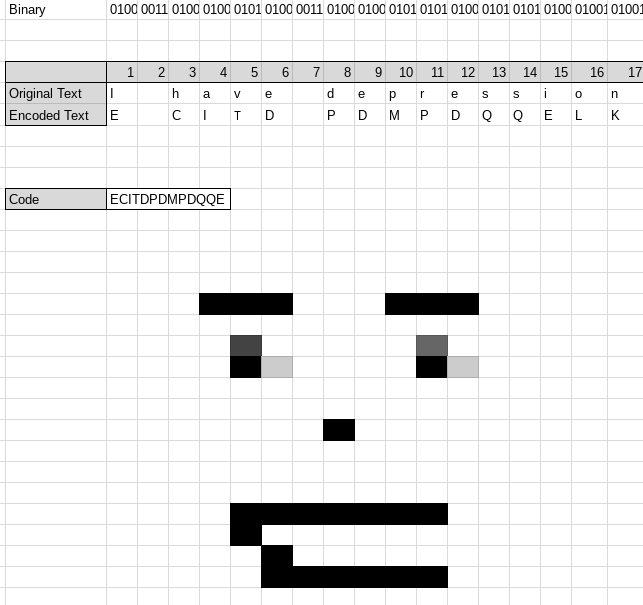 Binary 0100 0011 0100 0100 0101 0100 0011 0100 0100 0101 0101 0100 0101 0101 01001 01001 01001
1 2 3 4 5 6 7 8 9 10 11 12 13 14 15 16 17
Original Text I h a v e d e p r e s s i o n
Encoded Text E C I T D P D M P D Q Q E L K
Code ECITDPDMPDQQE